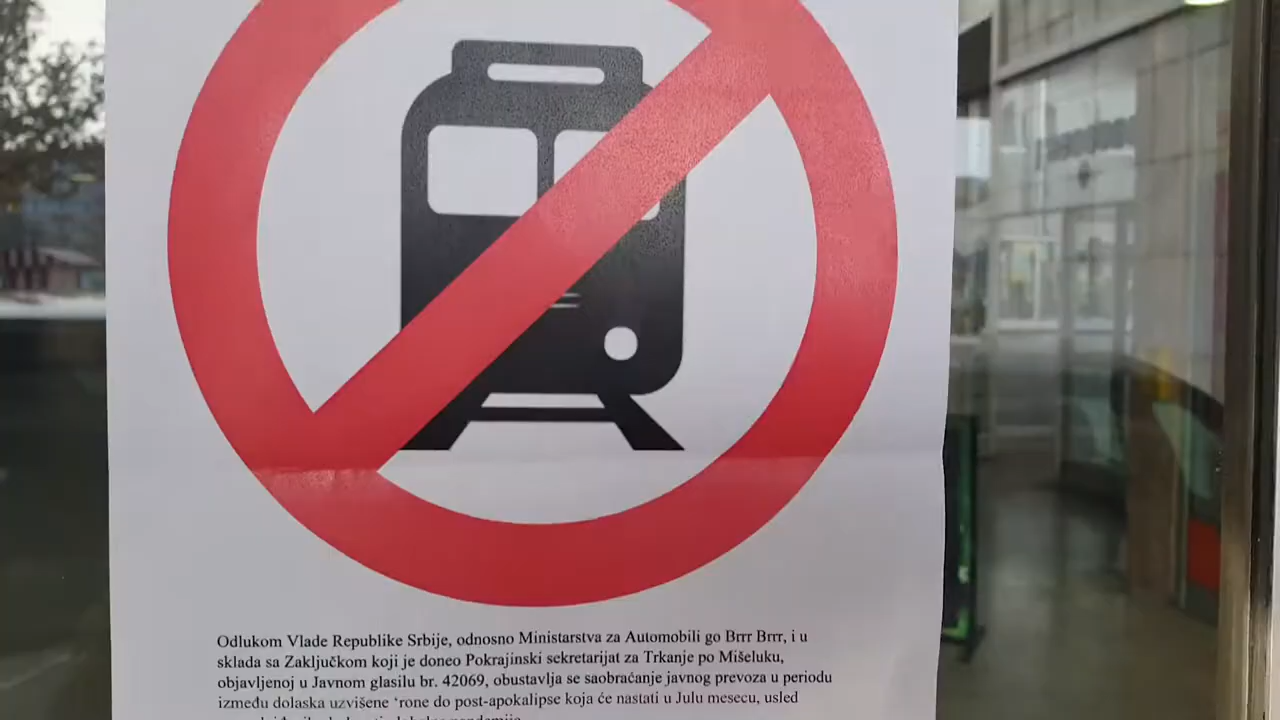 Odlukom Vlade Republike Srbije, odnosno Ministarstva za Automobili go Brrr Brrr, i u
sklada sa Zaključkom koji je doneo Pokrajinski sekretarijat za Trkanje po Mišeluku,
objavljenoj u Javnom glasilu br. 42069, obustavlja se saobraćanje javnog prevoza u periodu
između dolaska uzvišene ‘rone do post-apokalipse koja će nastati u Julu mesecu, usled